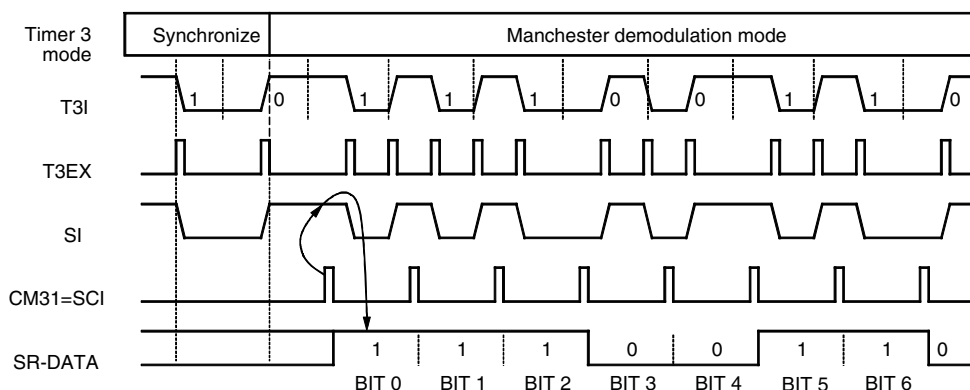 Timer 3 mode Synchronize Manchester demodulation mode
T3I 1 0 1 1 1 0 0 1 1 0
T3EX
SI
CM31=SCI
SR-DATA 1 1 1 0 0 1 1 0
BIT 0 BIT 1 BIT 2 BIT 3 BIT 4 BIT 5 BIT 6